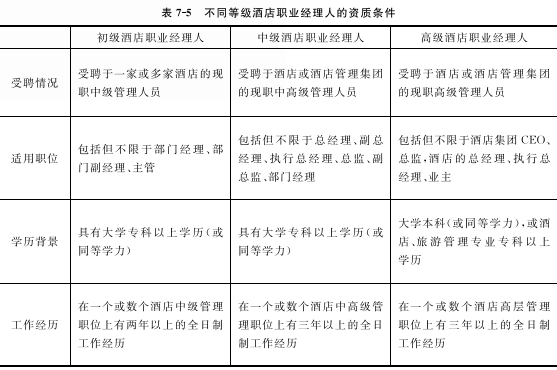 表 7-5 不同等级酒店职业经理人的资质条件
初级酒店职业经理人 中级酒店职业经理人 高级酒店职业经理人
受聘情况
受聘于一家或多家酒店的现
职中级管理人员
受聘于酒店或酒店管理集团
的现职中高级管理人员
受聘于酒店或酒店管理集团
的现职高级管理人员
适用职位
包括但不限于部门经理、部
门副经理、主管
包括但不限于总经理、副总
经理、执行总经理、总监、副
总监、部门经理
包括但不限于酒店集团 CEO、
总监,酒店的总经理、执行总
经理、业主
学历背景
具有大学专科以上学历(或
同等学力)
具有大学专科以上学历(或
同等学力)
大学本科(或同等学力),或酒
店、旅游管理专业专科以上
学历
工作经历
在一个或数个酒店中级管理
职位上有两年以上的全日制
工作经历
在一个或数个酒店中高级管
理职位上有三年以上的全日
制工作经历
在一个或数个酒店高层管理
职位上有三年以上的全日制
工作经历